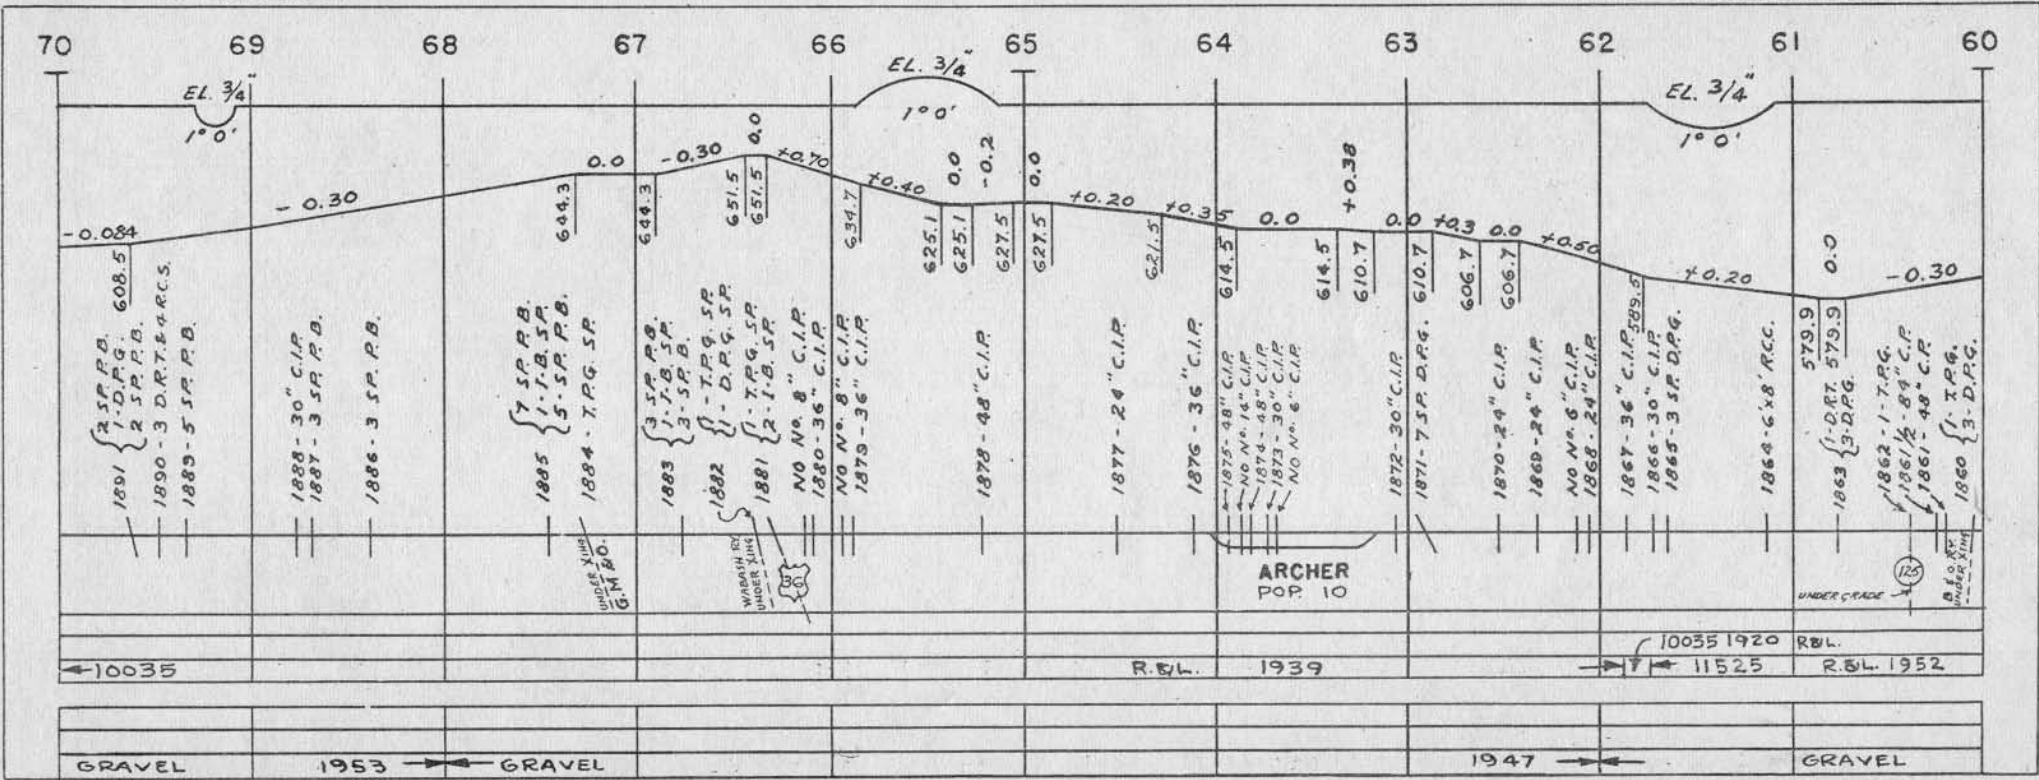 70 69 68 67 66 65 64 63 62 61 60
EL. 3/4"
1° 0'
EL. 3/4"
1° 0'
EL. 3/4"
1° 0'
-0.084
- 0.30
0.0
-0.30
0.0
+0.70
+0.40
0.0
-0.2
0.0
+0.20
+0.35
0.0
+0.38
0.0
+0.3
0.0
+0.50
+0.20
0.0
-0.30
608.5
644.3
644.3
651.5
651.5
634.7
625.1
625.1
627.5
627.5
621.5
614.5
614.5
610.7
610.7
606.7
606.7
589.5
579.9
579.9
1891 { 2 SP. P. B.
1 - D.P.G.
2 SP. P. B.
1890 - 3 D.R.T. & 4 R.C.S.
1889 - 5 SP. P. B.
1888 - 30" C.I.P.
1887 - 3 SP. P. B.
1886 - 3 SP. P. B.
1885 { 7 SP. P. B.
1 - I-B. SP.
5 - SP. P. B.
1884 - T.P.G. SP.
1883 { 3 SP. P. B.
1 - I-B. SP.
3 - SP. B.
1882 { 1 - T.P.G. SP.
1 - D.P.G. SP.
1881 { 1 - T.P.G. SP.
2 - I-B. SP.
NO No. 8" C.I.P.
1880 - 36" C.I.P.
NO No. 8" C.I.P.
1879 - 36" C.I.P.
1878 - 48" C.I.P.
1877 - 24" C.I.P.
1876 - 36" C.I.P.
1875 - 48" C.I.P.
NO No. 14" C.I.P.
1874 - 48" C.I.P.
1873 - 30" C.I.P.
NO No. 6" C.I.P.
1872 - 30" C.I.P.
1871 - 7 SP. D.P.G.
1870 - 24" C.I.P.
1869 - 24" C.I.P.
NO No. 6" C.I.P.
1868 - 24" C.I.P.
1867 - 36" C.I.P.
1866 - 30" C.I.P.
1865 - 3 SP. D.P.G.
1864 - 6'x8' R.C.C.
1863 { 1 - D.R.T.
3 - D.P.G.
1862 - 1 - T.P.G.
1861 1/2 - 84" C.I.P.
1861 - 48" C.P.
1860 { 1 - T.P.G.
3 - D.P.G.
UNDER XING
G.M & O.
WABASH RY.
UNDER XING
36
ARCHER
POP. 10
UNDERGRADE
125
B & O. RY.
UNDER XING
10035 1920 R&L.
10035
R.&L. 1939
11525 R.&L. 1952
GRAVEL 1953 GRAVEL 1947 GRAVEL